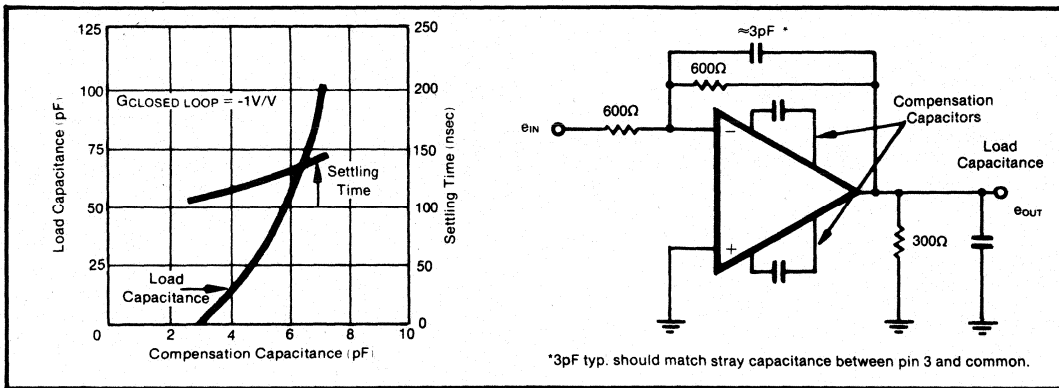 125
100
75
50
25
0
Load Capacitance (pF)
GCLOSED LOOP = -1V/V
Settling
Time
Load
Capacitance
250
200
150
100
50
0
Settling Time (nsec)
0
2
4
6
8
10
Compensation Capacitance (pF)
≈3pF *
600Ω
600Ω
eIN
−
+
Compensation
Capacitors
Load
Capacitance
eOUT
300Ω
*3pF typ. should match stray capacitance between pin 3 and common.